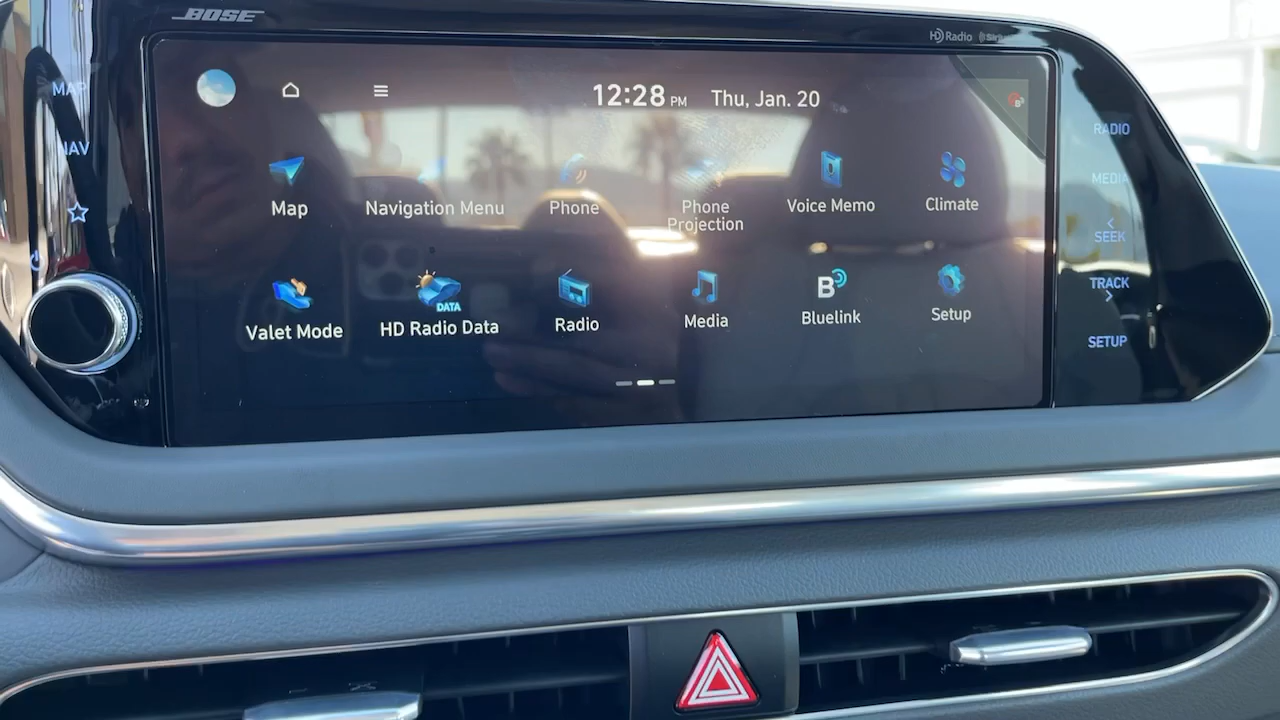 BOSE
HD Radio
MAP
NAV
12:28 PM Thu, Jan. 20
RADIO
MEDIA
SEEK
TRACK
SETUP
Map
Navigation Menu
Phone
Phone
Projection
Voice Memo
Climate
Valet Mode
DATA
HD Radio Data
Radio
Media
B
Bluelink
Setup